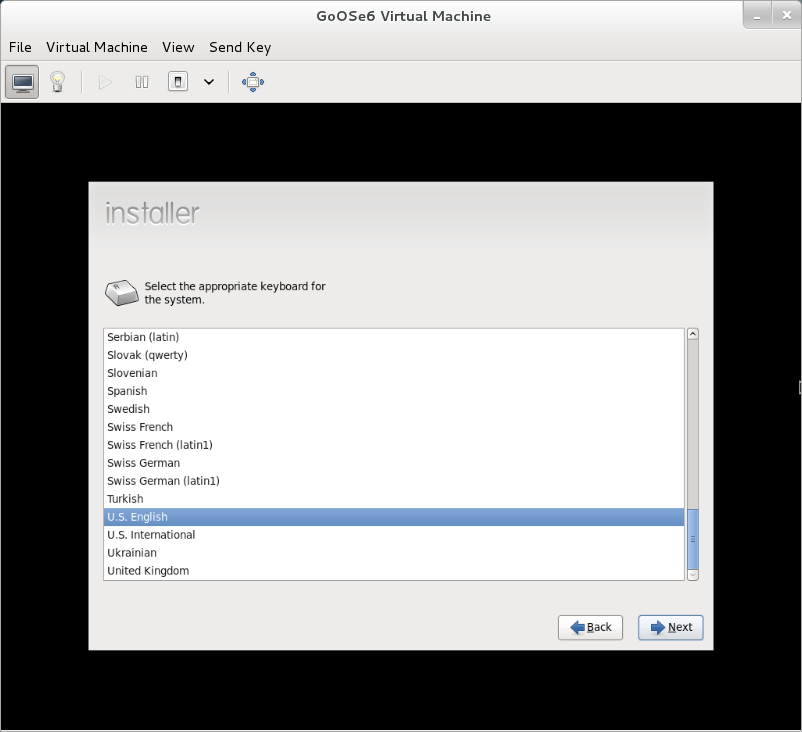 GoOSe6 Virtual Machine
File Virtual Machine View Send Key
installer
Select the appropriate keyboard for
the system.
Serbian (latin)
Slovak (qwerty)
Slovenian
Spanish
Swedish
Swiss French
Swiss French (latin1)
Swiss German
Swiss German (latin1)
Turkish
U.S. English
U.S. International
Ukrainian
United Kingdom
Back Next